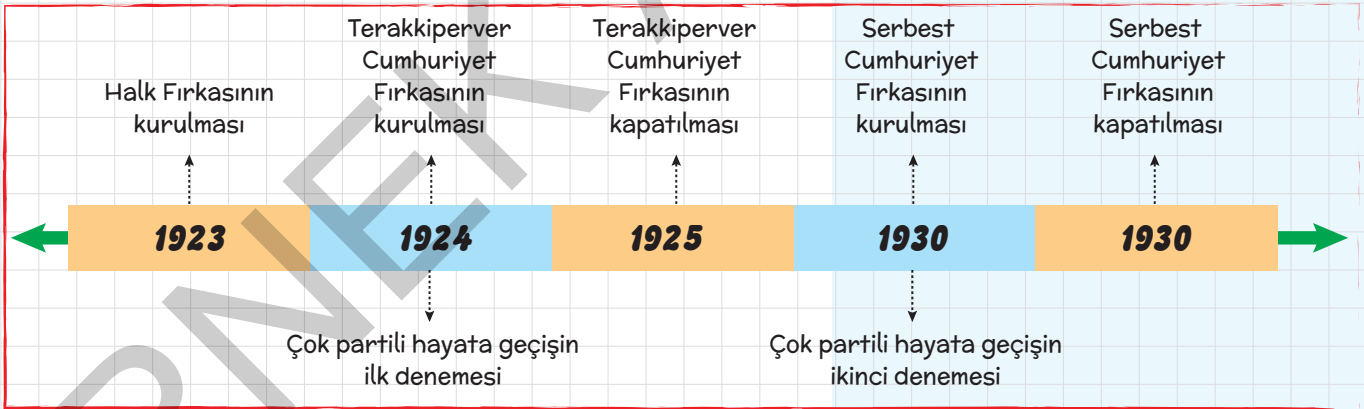 Halk Fırkasının
kurulması
Terakkiperver
Cumhuriyet
Fırkasının
kurulması
Terakkiperver
Cumhuriyet
Fırkasının
kapatılması
Serbest
Cumhuriyet
Fırkasının
kurulması
Serbest
Cumhuriyet
Fırkasının
kapatılması
1923
1924
1925
1930
1930
Çok partili hayata geçişin
ilk denemesi
Çok partili hayata geçişin
ikinci denemesi